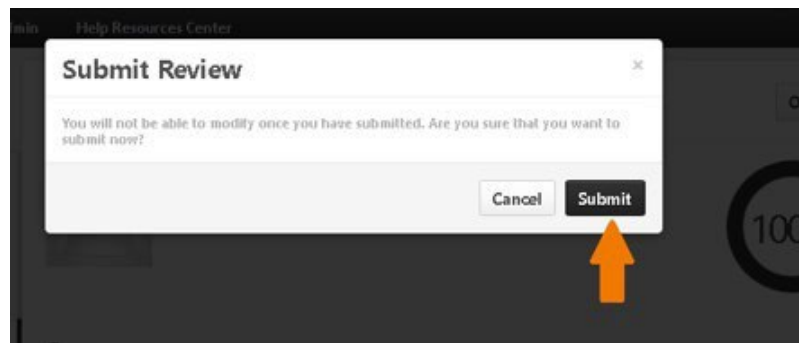 Help Resources Center
Submit Review
×
You will not be able to modify once you have submitted. Are you sure that you want to
submit now?
Cancel
Submit
100